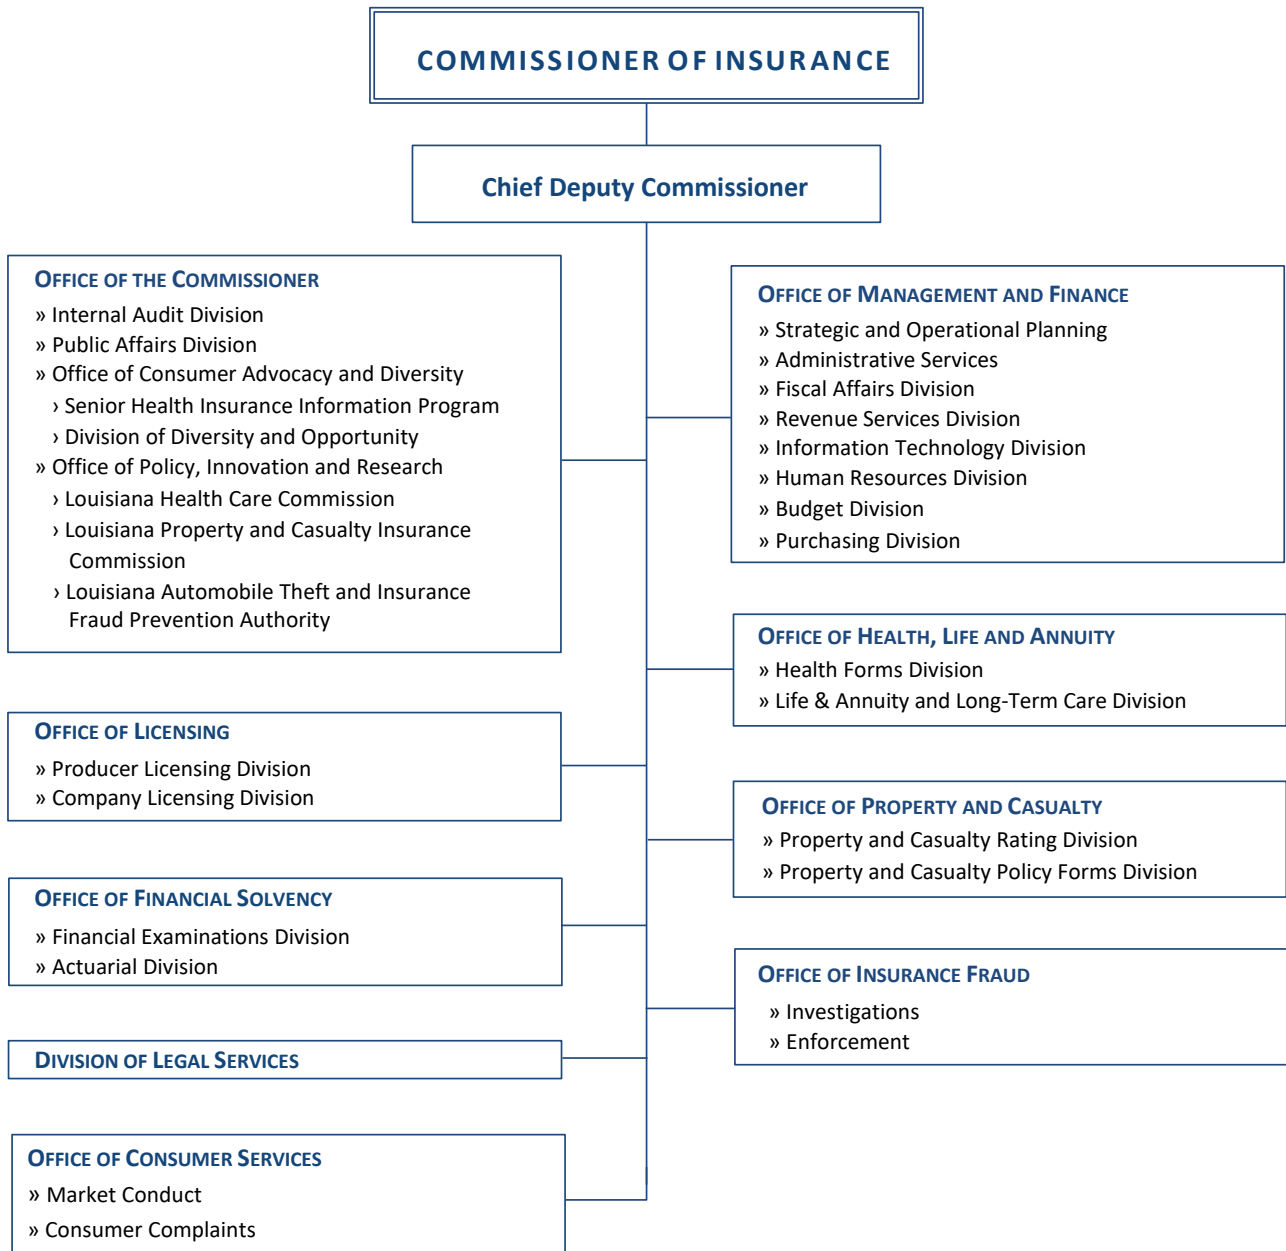 COMMISSIONER OF INSURANCE
Chief Deputy Commissioner
OFFICE OF THE COMMISSIONER
» Internal Audit Division
» Public Affairs Division
» Office of Consumer Advocacy and Diversity
› Senior Health Insurance Information Program
› Division of Diversity and Opportunity
» Office of Policy, Innovation and Research
› Louisiana Health Care Commission
› Louisiana Property and Casualty Insurance
Commission
› Louisiana Automobile Theft and Insurance
Fraud Prevention Authority
OFFICE OF LICENSING
» Producer Licensing Division
» Company Licensing Division
OFFICE OF FINANCIAL SOLVENCY
» Financial Examinations Division
» Actuarial Division
DIVISION OF LEGAL SERVICES
OFFICE OF CONSUMER SERVICES
» Market Conduct
» Consumer Complaints
OFFICE OF MANAGEMENT AND FINANCE
» Strategic and Operational Planning
» Administrative Services
» Fiscal Affairs Division
» Revenue Services Division
» Information Technology Division
» Human Resources Division
» Budget Division
» Purchasing Division
OFFICE OF HEALTH, LIFE AND ANNUITY
» Health Forms Division
» Life & Annuity and Long-Term Care Division
OFFICE OF PROPERTY AND CASUALTY
» Property and Casualty Rating Division
» Property and Casualty Policy Forms Division
OFFICE OF INSURANCE FRAUD
» Investigations
» Enforcement